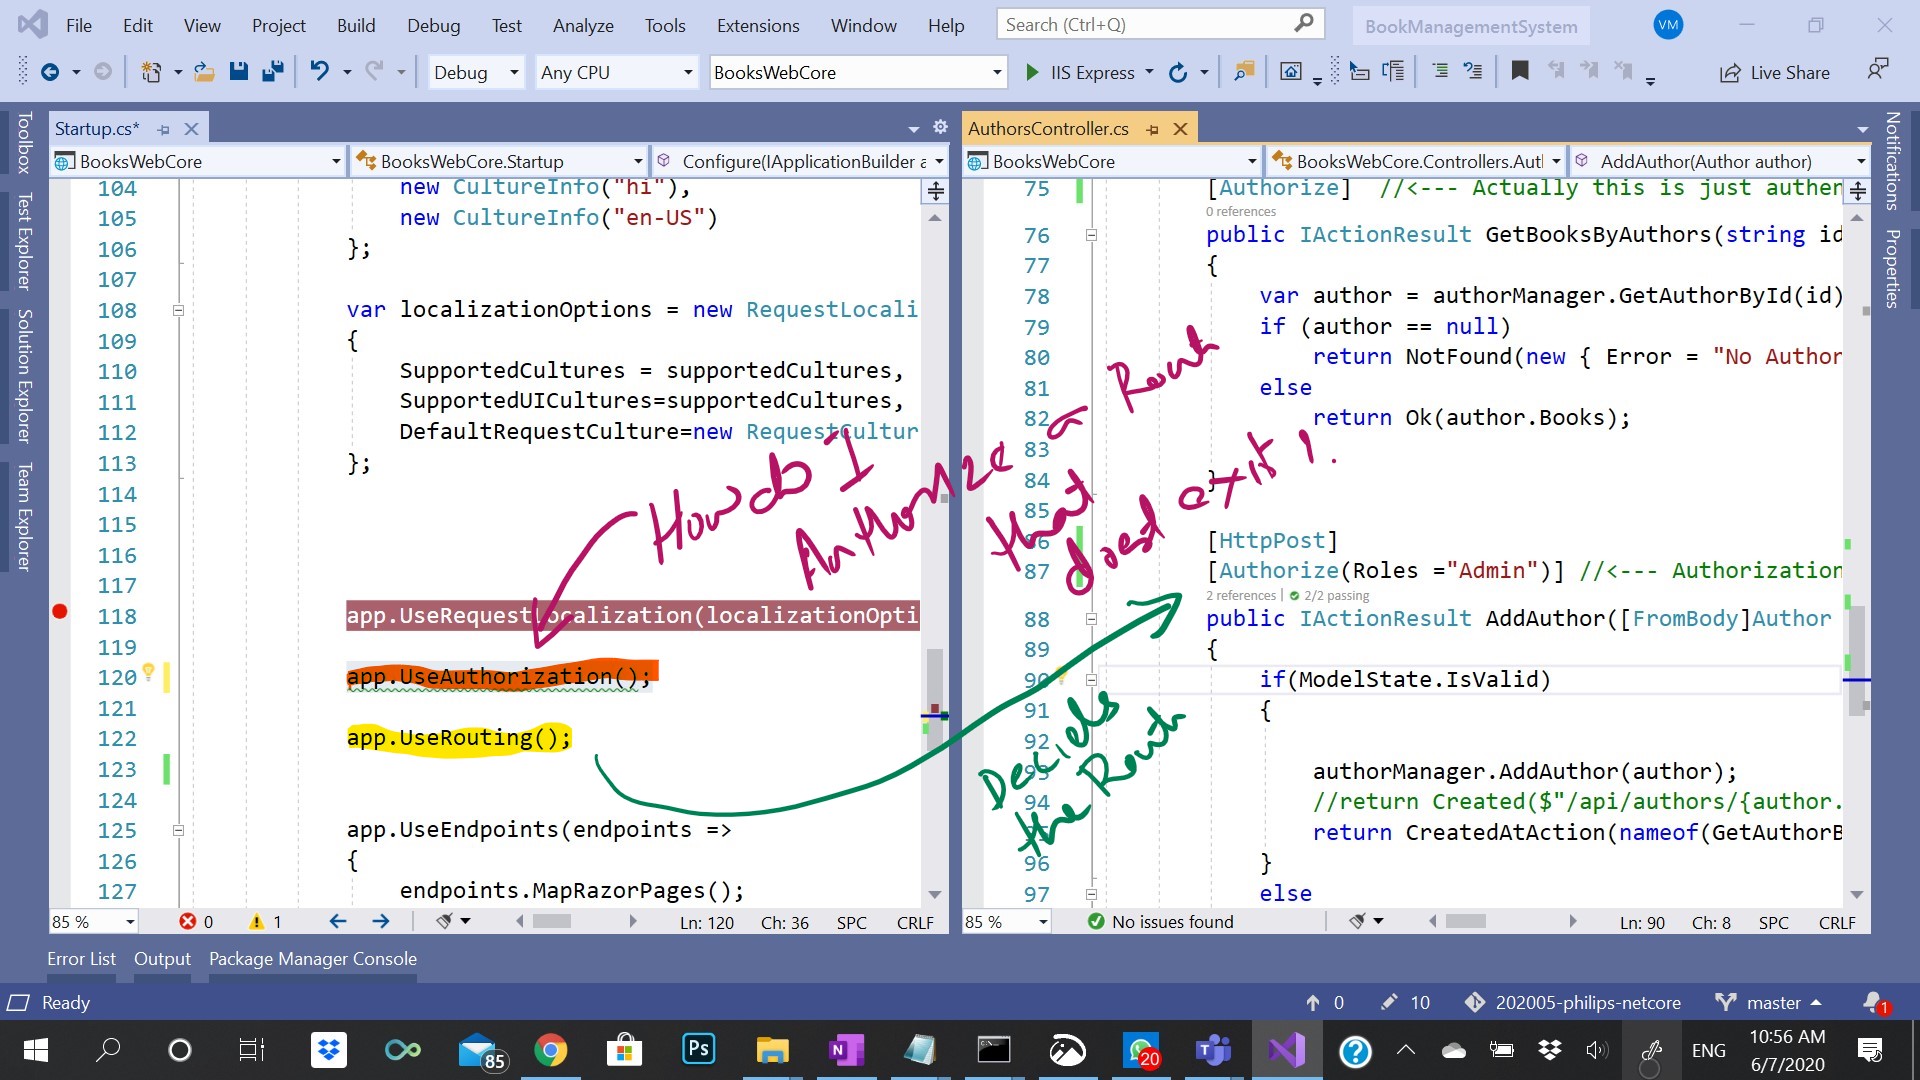 File Edit View Project Build Debug Test Analyze Tools Extensions Window Help Search (Ctrl+Q) BookManagementSystem VM
Debug Any CPU BooksWebCore IIS Express Live Share
Toolbox
Test Explorer
Solution Explorer
Team Explorer
Startup.cs*
BooksWebCore BooksWebCore.Startup Configure(IApplicationBuilder a
104 new CultureInfo("hi"),
105 new CultureInfo("en-US")
106 };
107
108 var localizationOptions = new RequestLocali
109 {
110 SupportedCultures = supportedCultures,
111 SupportedUICultures=supportedCultures,
112 DefaultRequestCulture=new RequestCultur
113 };
114
115
116
117
118 app.UseRequestLocalization(localizationOpti
119
120 app.UseAuthorization();
121
122 app.UseRouting();
123
124
125 app.UseEndpoints(endpoints =>
126 {
127 endpoints.MapRazorPages();
85 % 0 1 Ln: 120 Ch: 36 SPC CRLF
How do I
Authorize a Route
that
does exist!.
Decides
the Route
AuthorsController.cs
BooksWebCore BooksWebCore.Controllers.Aut AddAuthor(Author author)
75 [Authorize] //<--- Actually this is just authen
0 references
76 public IActionResult GetBooksByAuthors(string id
77 {
78 var author = authorManager.GetAuthorById(id)
79 if (author == null)
80 return NotFound(new { Error = "No Author
81 else
82 return Ok(author.Books);
83
84 }
85
86 [HttpPost]
87 [Authorize(Roles ="Admin")] //<--- Authorization
2 references | 2/2 passing
88 public IActionResult AddAuthor([FromBody]Author
89 {
90 if(ModelState.IsValid)
91 {
92
93 authorManager.AddAuthor(author);
94 //return Created($"/api/authors/{author.
return CreatedAtAction(nameof(GetAuthorB
96 }
97 else
85 % No issues found Ln: 90 Ch: 8 SPC CRLF
Notifications
Properties
Error List Output Package Manager Console
Ready 0 10 202005-philips-netcore master 1
85 Ps 20 ENG 10:56 AM
6/7/2020